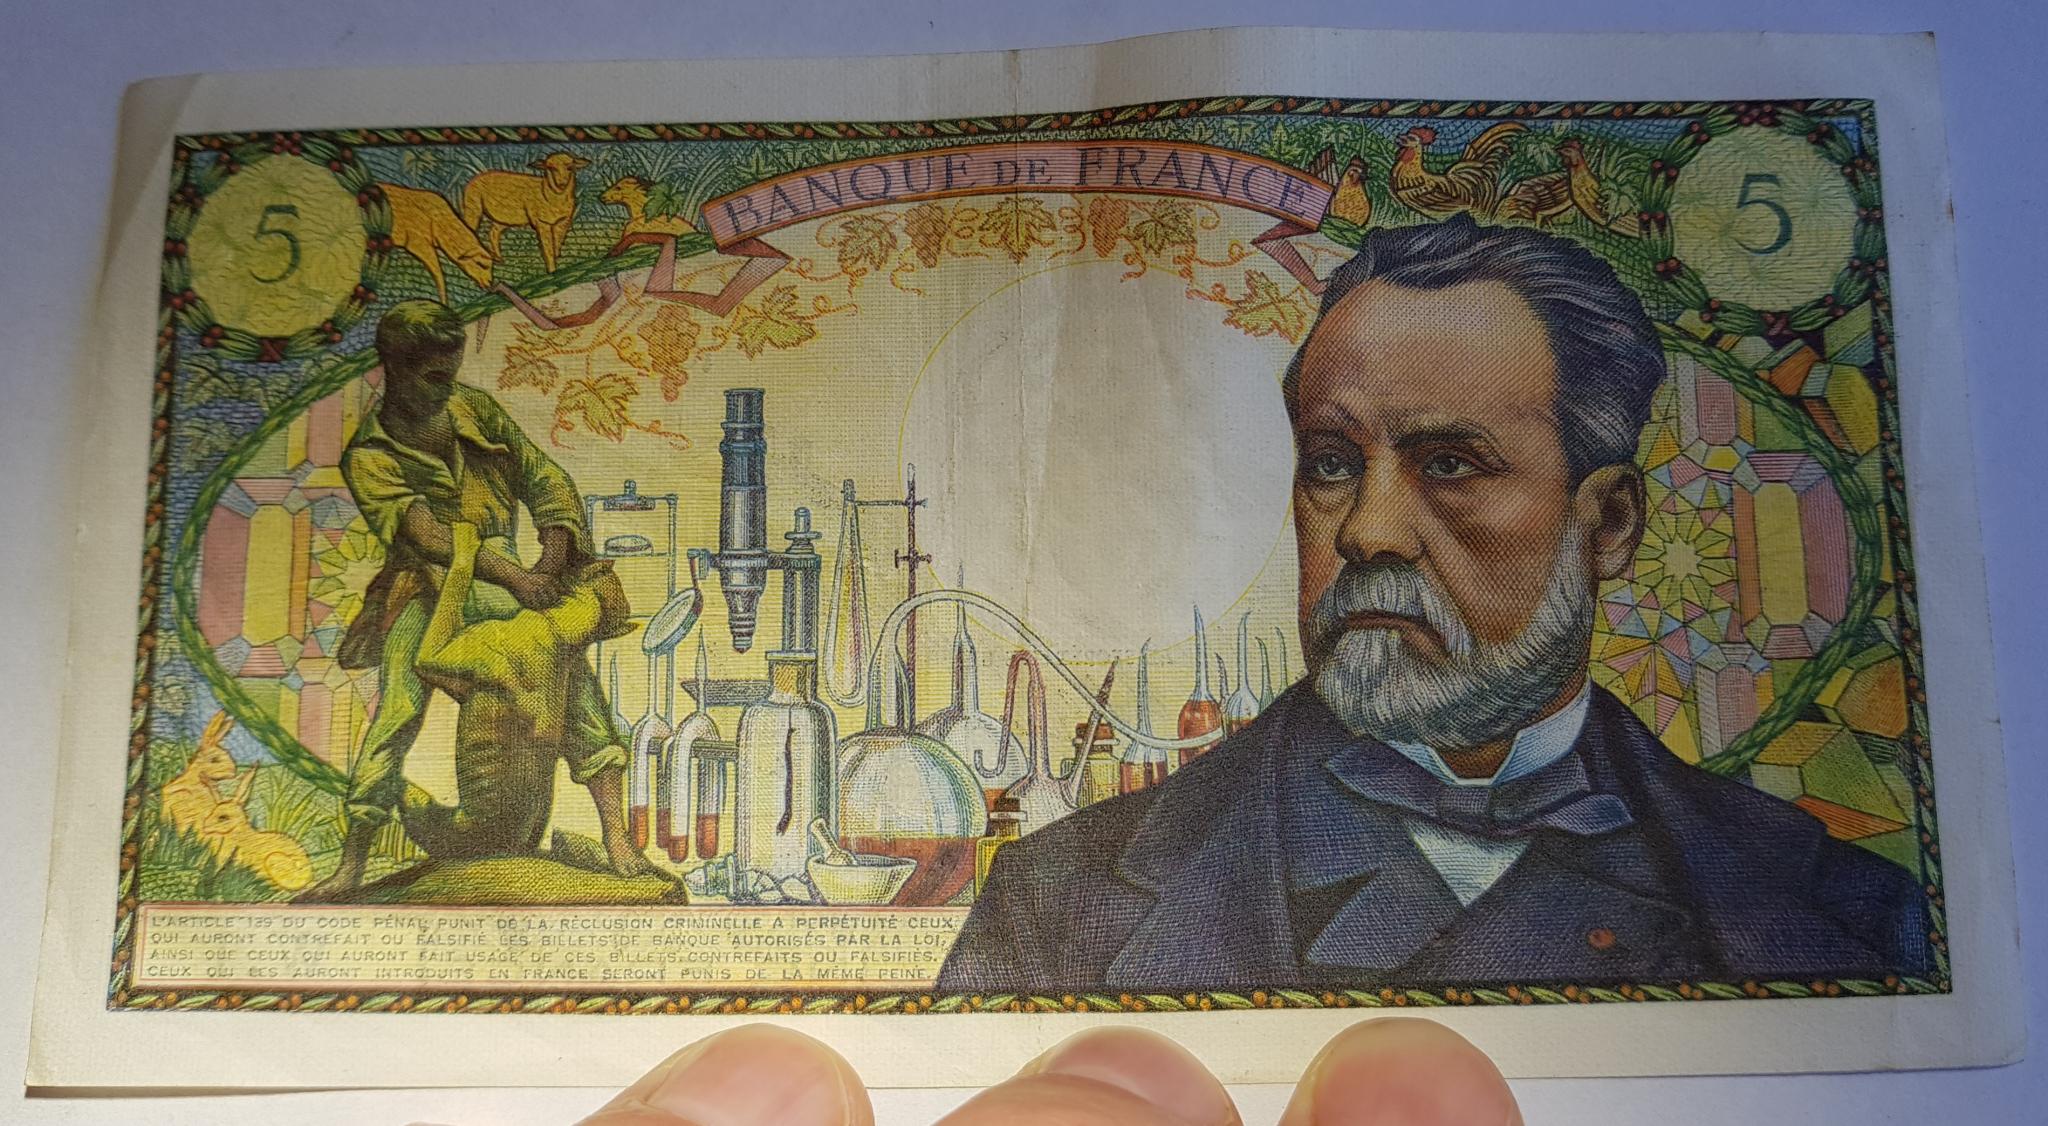 5
BANQUE DE FRANCE
5
L'ARTICLE 139 DU CODE PÉNAL PUNIT DE LA RÉCLUSION CRIMINELLE A PERPÉTUITÉ CEUX
QUI AURONT CONTREFAIT OU FALSIFIÉ LES BILLETS DE BANQUE AUTORISÉS PAR LA LOI,
AINSI QUE CEUX QUI AURONT FAIT USAGE DE CES BILLETS CONTREFAITS OU FALSIFIÉS.
CEUX QUI LES AURONT INTRODUITS EN FRANCE SERONT PUNIS DE LA MÊME PEINE.